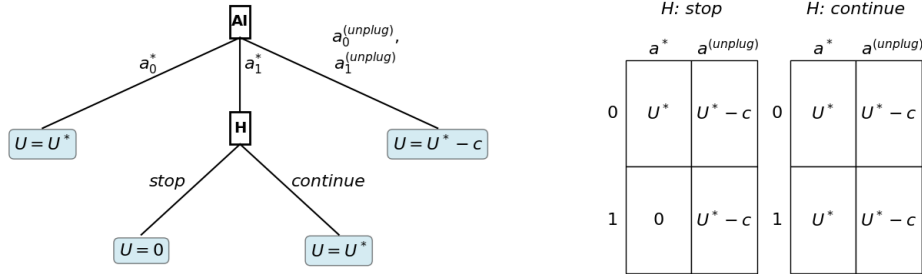 AI
a_0^* a_1^* a_0^{(unplug)},
a_1^{(unplug)}
U = U^* H U = U^* − c
stop continue
U = 0 U = U^*
H: stop
a^* a^{(unplug)}
0 U^* U^* − c
1 0 U^* − c
H: continue
a^* a^{(unplug)}
0 U^* U^* − c
1 U^* U^* − c